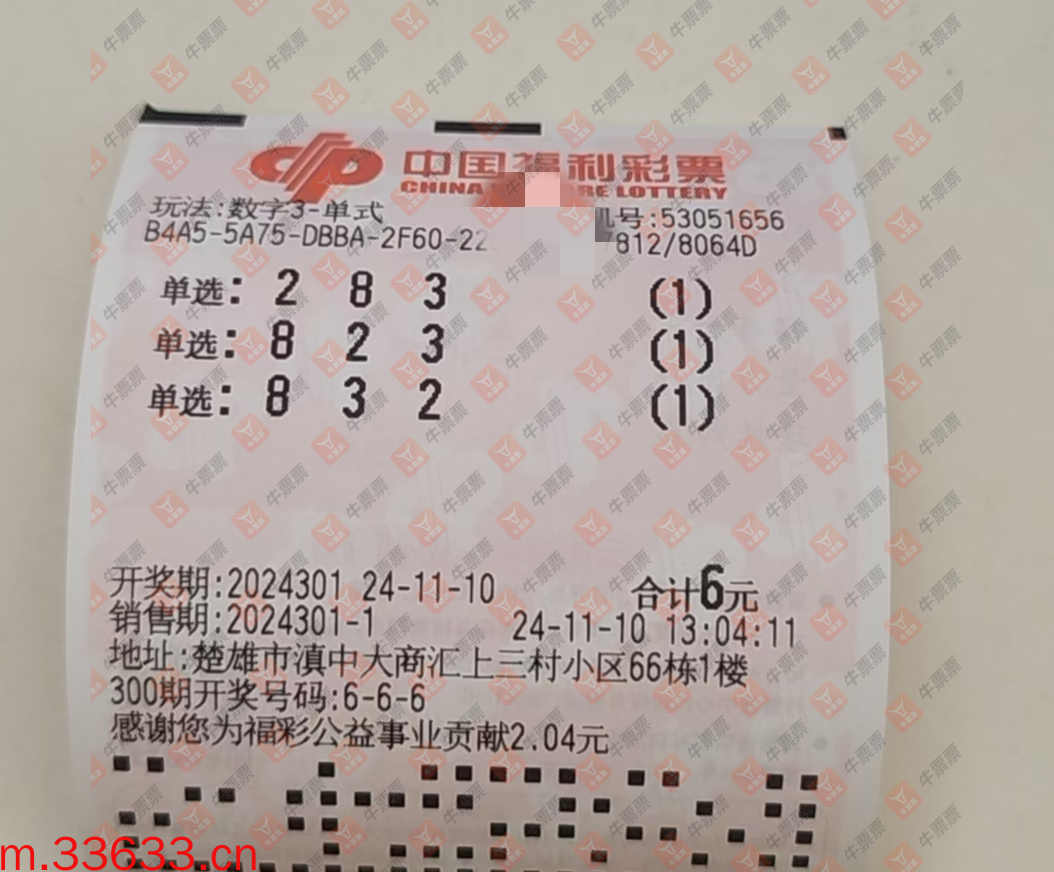 中国福利彩票
CHINA RE LOTTERY
玩法:数字3-单式
号:53051656
B4A5-5A75-DBBA-2F60-22
7812/8064D
单选: 2 8 3 (1)
单选: 8 2 3 (1)
单选: 8 3 2 (1)
开奖期:2024301 24-11-10 合计6元
销售期:2024301-1 24-11-10 13:04:11
地址:楚雄市滇中大商汇上三村小区66栋1楼
300期开奖号码:6-6-6
感谢您为福彩公益事业贡献2.04元
m.33633.cn
牛票票